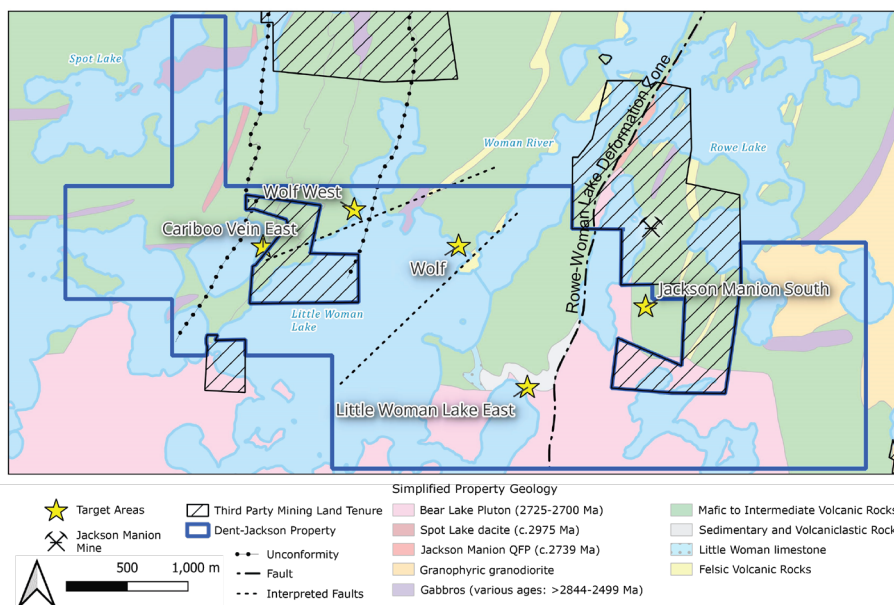 Spot Lake
Woman River
Rowe Lake
Rowe-Woman Lake Deformation Zone
Wolf West
Cariboo Vein East
Wolf
Jackson Manion South
Little Woman
Lake
Little Woman Lake East
Simplified Property Geology
Target Areas
Jackson Manion
Mine
Third Party Mining Land Tenure
Dent-Jackson Property
Unconformity
Fault
Interpreted Faults
500
1,000 m
Bear Lake Pluton (2725-2700 Ma)
Spot Lake dacite (c.2975 Ma)
Jackson Manion QFP (c.2739 Ma)
Granophyric granodiorite
Gabbros (various ages: >2844-2499 Ma)
Mafic to Intermediate Volcanic Rocks
Sedimentary and Volcaniclastic Rock
Little Woman limestone
Felsic Volcanic Rocks